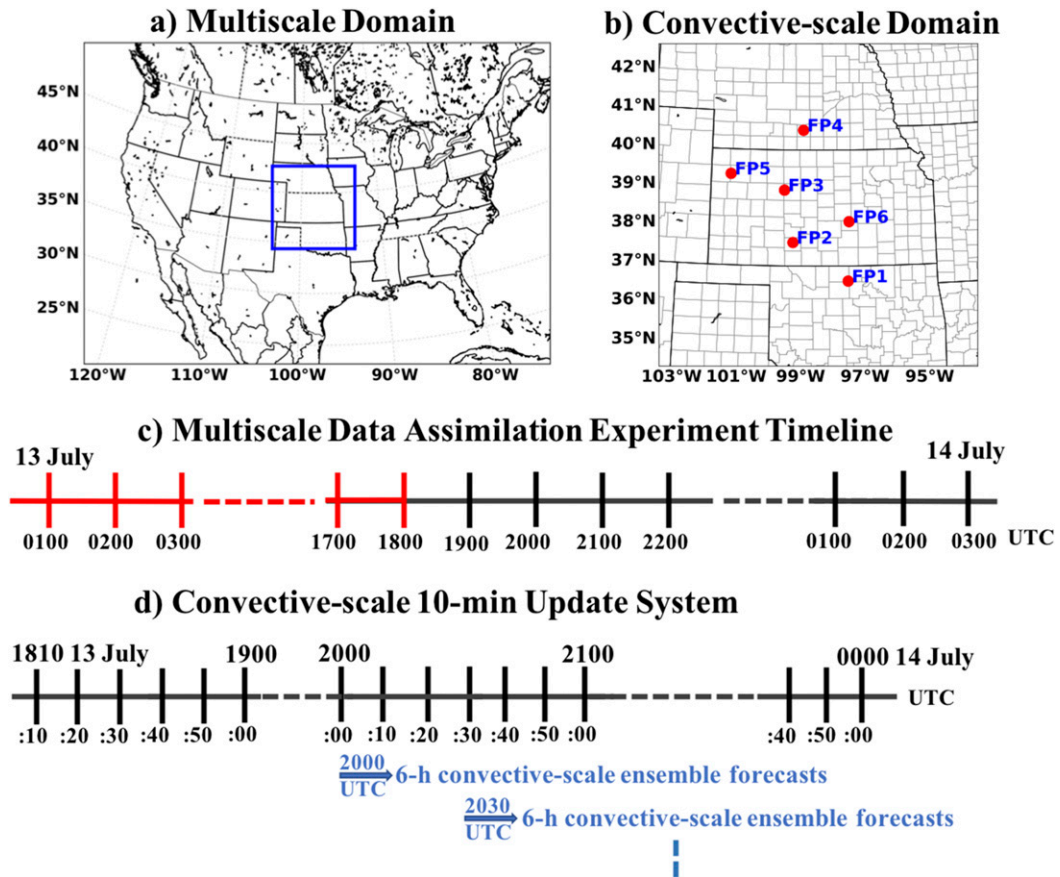 a) Multiscale Domain
45°N
40°N
35°N
30°N
25°N
120°W 110°W 100°W 90°W 80°W
b) Convective-scale Domain
42°N
41°N
40°N
39°N
38°N
37°N
36°N
35°N
103°W 101°W 99°W 97°W 95°W
FP4
FP5
FP3
FP6
FP2
FP1
c) Multiscale Data Assimilation Experiment Timeline
13 July 14 July
0100 0200 0300 1700 1800 1900 2000 2100 2200 0100 0200 0300 UTC
d) Convective-scale 10-min Update System
1810 13 July 1900 2000 2100 0000 14 July
UTC
:10 :20 :30 :40 :50 :00 :00 :10 :20 :30 :40 :50 :00 :40 :50 :00
2000
UTC
6-h convective-scale ensemble forecasts
2030
UTC
6-h convective-scale ensemble forecasts